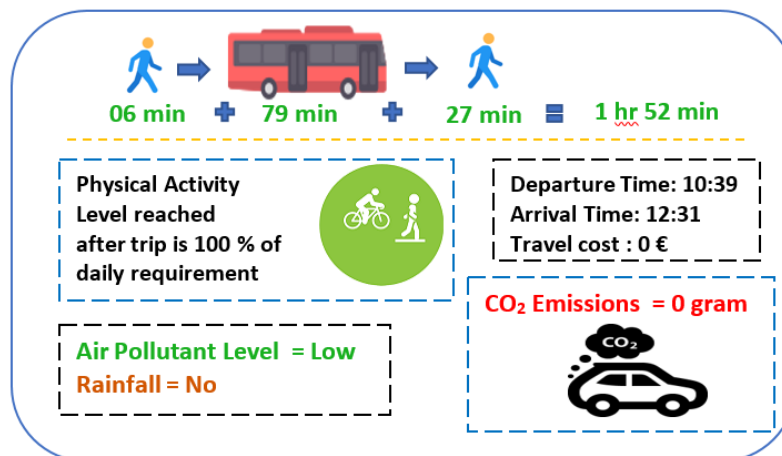 06 min + 79 min + 27 min = 1 hr 52 min
Physical Activity
Level reached
after trip is 100 % of
daily requirement
Departure Time: 10:39
Arrival Time: 12:31
Travel cost : 0 €
CO₂ Emissions = 0 gram
CO₂
Air Pollutant Level = Low
Rainfall = No